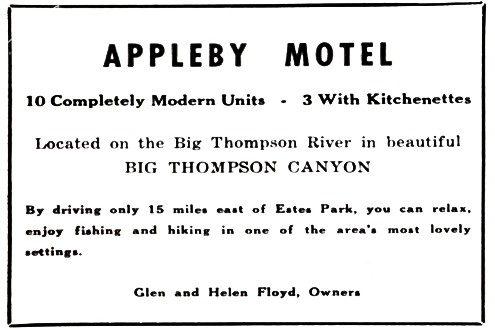 APPLEBY MOTEL
10 Completely Modern Units - 3 With Kitchenettes
Located on the Big Thompson River in beautiful
BIG THOMPSON CANYON
By driving only 15 miles east of Estes Park, you can relax,
enjoy fishing and hiking in one of the area's most lovely
settings.
Glen and Helen Floyd, Owners